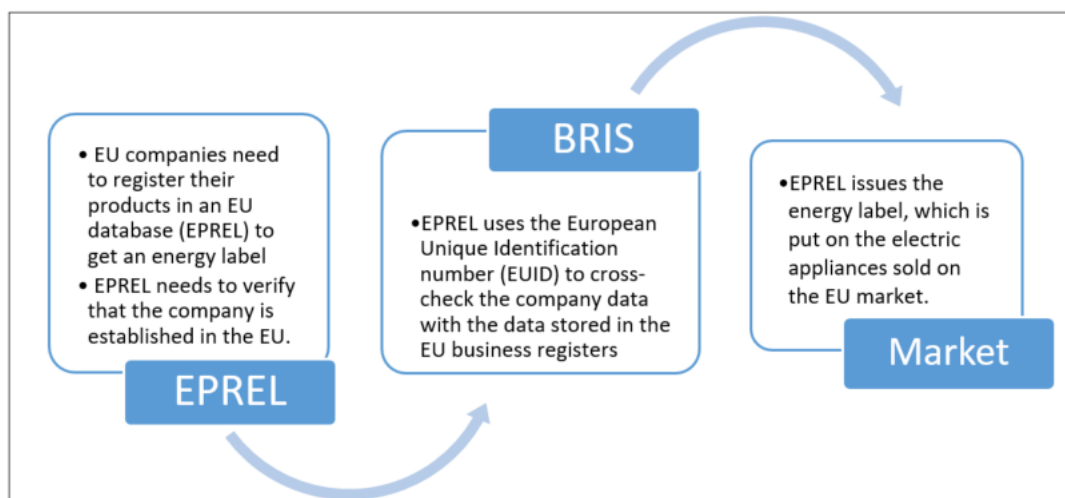 • EU companies need
to register their
products in an EU
database (EPREL) to
get an energy label
• EPREL needs to verify
that the company is
established in the EU.
EPREL
BRIS
•EPREL uses the European
Unique Identification
number (EUID) to cross-
check the company data
with the data stored in the
EU business registers
•EPREL issues the
energy label, which is
put on the electric
appliances sold on
the EU market.
Market